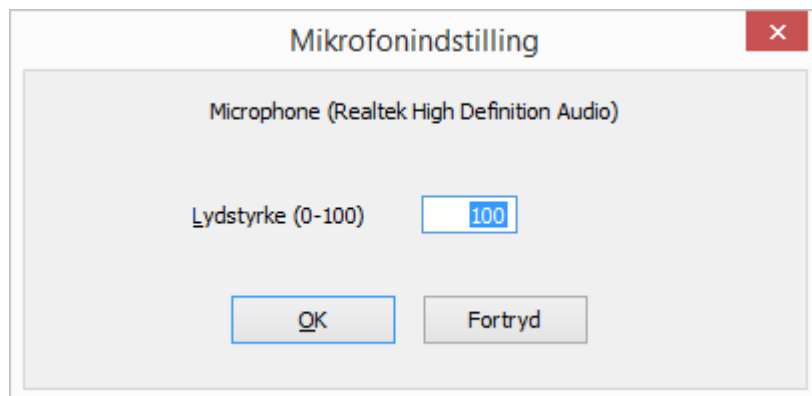 Mikrofonindstilling
Microphone (Realtek High Definition Audio)
Lydstyrke (0-100) 100
OK Fortryd